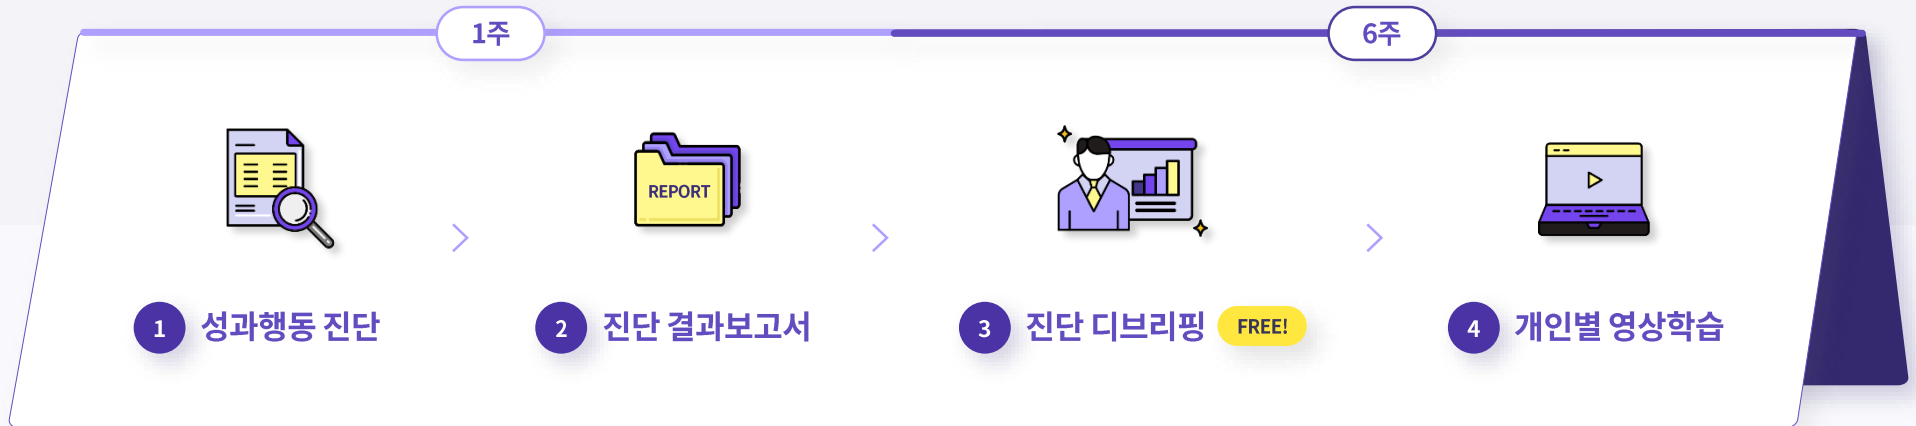 1주
6주
REPORT
1 성과행동 진단
2 진단 결과보고서
3 진단 디브리핑 FREE!
4 개인별 영상학습